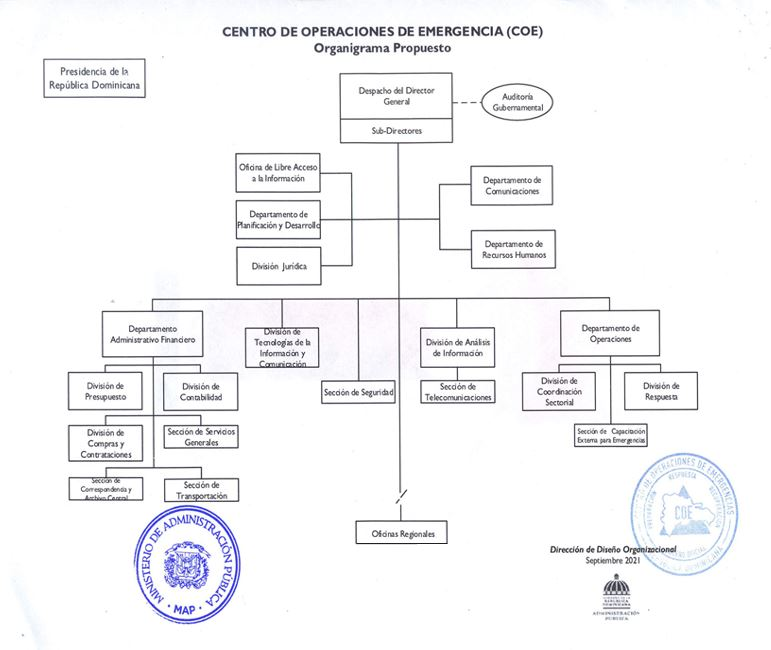 CENTRO DE OPERACIONES DE EMERGENCIA (COE)
Organigrama Propuesto
Presidencia de la
República Dominicana
Despacho del Director
General
Sub-Directores
Auditoría
Gubernamental
Oficina de Libre Acceso
a la Información
Departamento de
Planificación y Desarrollo
División Jurídica
Departamento de
Comunicaciones
Departamento de
Recursos Humanos
Departamento
Administrativo Financiero
División de
Tecnologías de la
Información y
Comunicación
Sección de Seguridad
División de Análisis
de Información
Sección de
Telecomunicaciones
Departamento de
Operaciones
División de
Presupuesto
División de
Contabilidad
División de
Compras y
Contrataciones
Sección de Servicios
Generales
Sección de
Correspondencia y
Archivo Central
Sección de
Transportación
División de
Coordinación
Sectorial
División de
Respuesta
Sección de Capacitación
Externa para Emergencias
Oficinas Regionales
MINISTERIO DE ADMINISTRACIÓN PÚBLICA
MAP
DE OPERACIONES DE EMERGENCIAS
PREPARACIÓN
RESPUESTA
COE
Dirección de Diseño Organizacional
Septiembre 2021
REPÚBLICA
DOMINICANA
ADMINISTRACIÓN
PÚBLICA